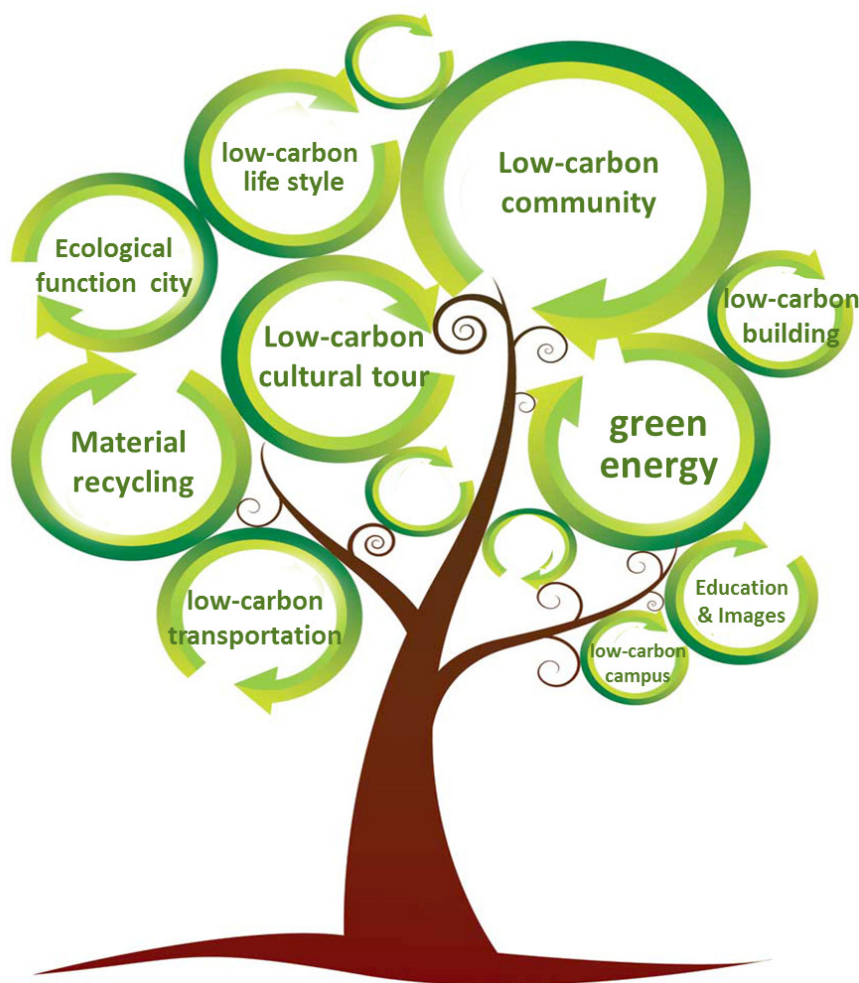 low-carbon
life style
Low-carbon
community
Ecological
function city
Low-carbon
cultural tour
low-carbon
building
Material
recycling
green
energy
low-carbon
transportation
Education
& Images
low-carbon
campus